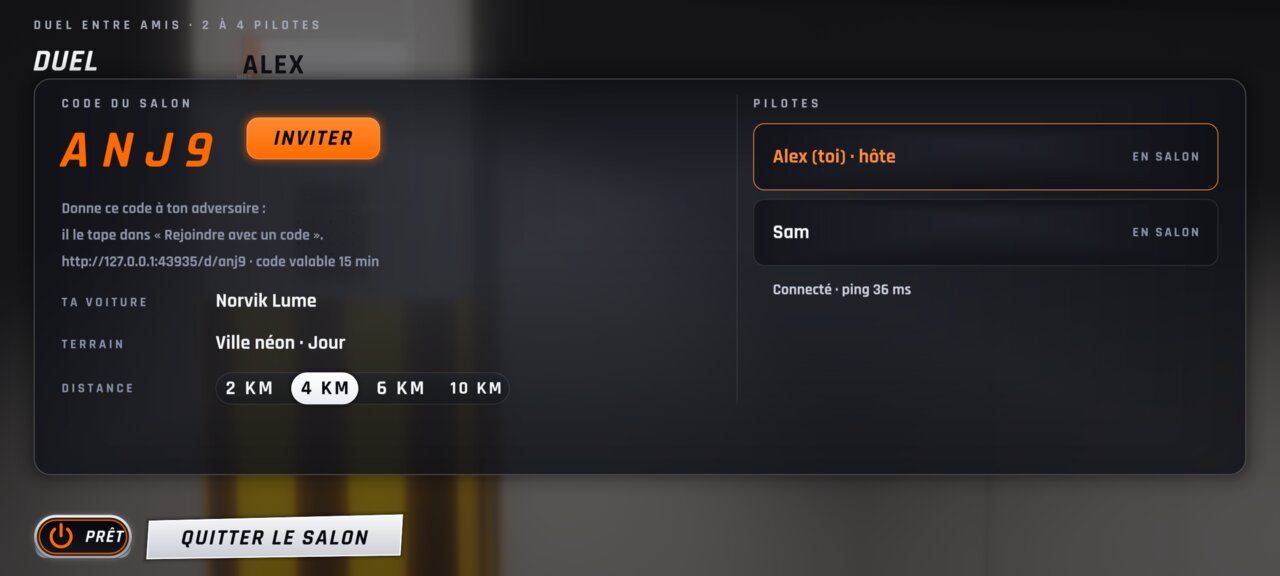 DUEL ENTRE AMIS · 2 À 4 PILOTES
DUEL
ALEX
CODE DU SALON
ANJ9
INVITER
Donne ce code à ton adversaire :
il le tape dans « Rejoindre avec un code ».
http://127.0.0.1:43935/d/anj9 · code valable 15 min
TA VOITURE
Norvik Lume
TERRAIN
Ville néon · Jour
DISTANCE
2 KM
4 KM
6 KM
10 KM
PILOTES
Alex (toi) · hôte
EN SALON
Sam
EN SALON
Connecté · ping 36 ms
PRÊT
QUITTER LE SALON